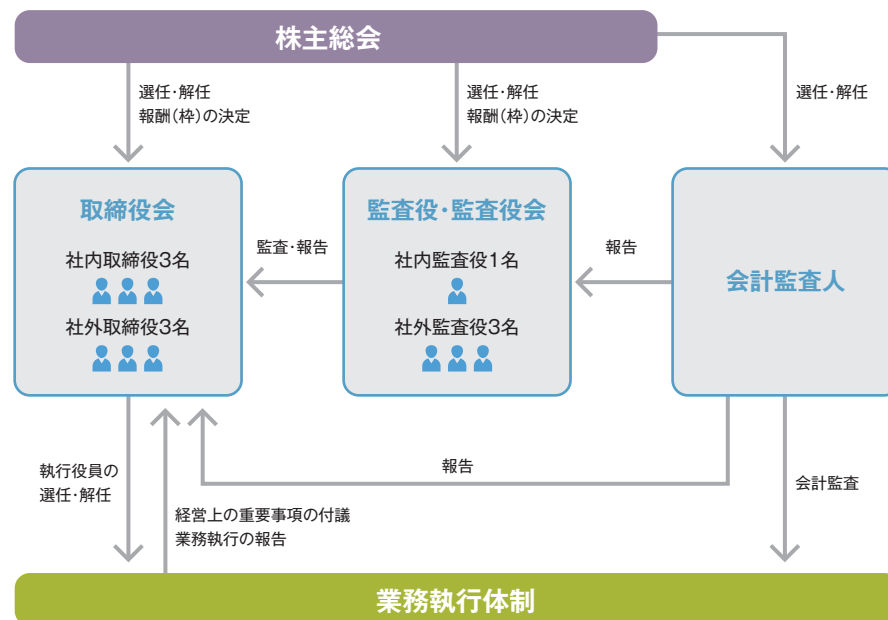 株主総会
選任・解任
報酬（枠）の決定
選任・解任
報酬（枠）の決定
選任・解任
取締役会
社内取締役3名
社外取締役3名
監査・報告
監査役・監査役会
社内監査役1名
社外監査役3名
報告
会計監査人
執行役員の
選任・解任
経営上の重要事項の付議
業務執行の報告
報告
会計監査
業務執行体制